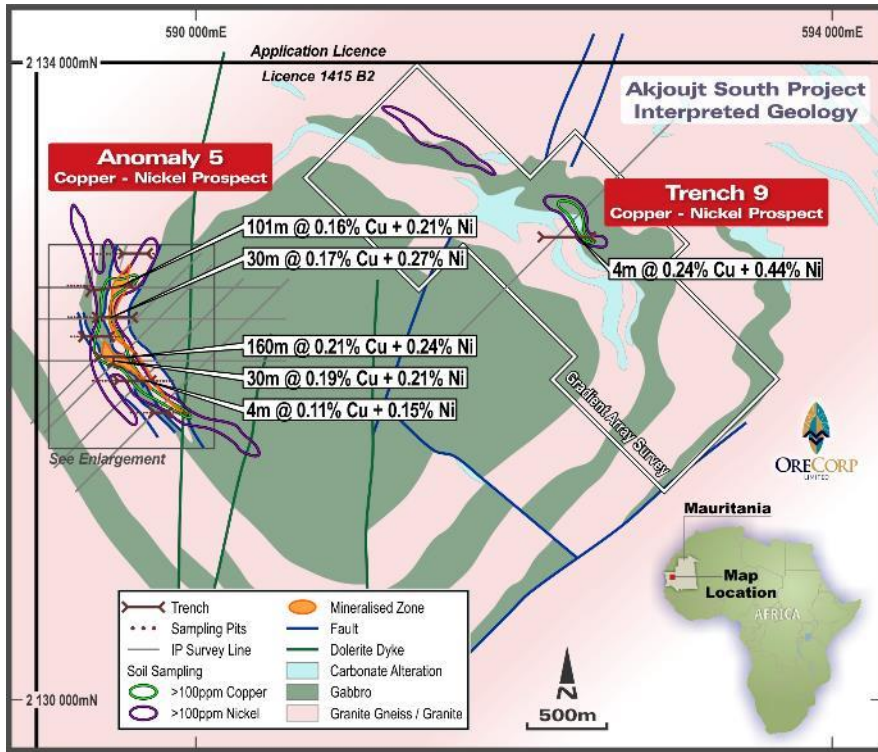 590 000mE
594 000mE
2 134 000mN
Application Licence
Licence 1415 B2
Akjoujt South Project
Interpreted Geology
Anomaly 5
Copper - Nickel Prospect
Trench 9
Copper - Nickel Prospect
101m @ 0.16% Cu + 0.21% Ni
30m @ 0.17% Cu + 0.27% Ni
4m @ 0.24% Cu + 0.44% Ni
160m @ 0.21% Cu + 0.24% Ni
30m @ 0.19% Cu + 0.21% Ni
4m @ 0.11% Cu + 0.15% Ni
See Enlargement
Gradient Array Survey
ORECORP
LIMITED
Mauritania
Map
Location
AFRICA
Trench
Sampling Pits
IP Survey Line
Soil Sampling
>100ppm Copper
>100ppm Nickel
Mineralised Zone
Fault
Dolerite Dyke
Carbonate Alteration
Gabbro
Granite Gneiss / Granite
N
500m
2 130 000mN